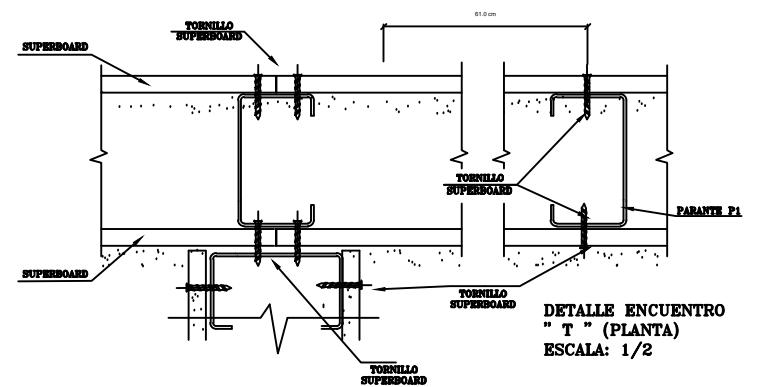 61.0 cm
TORNILLO
SUPERBOARD
SUPERBOARD
TORNILLO
SUPERBOARD
PARANTE P1
SUPERBOARD
TORNILLO
SUPERBOARD
DETALLE ENCUENTRO
" T " (PLANTA)
ESCALA: 1/2
TORNILLO
SUPERBOARD